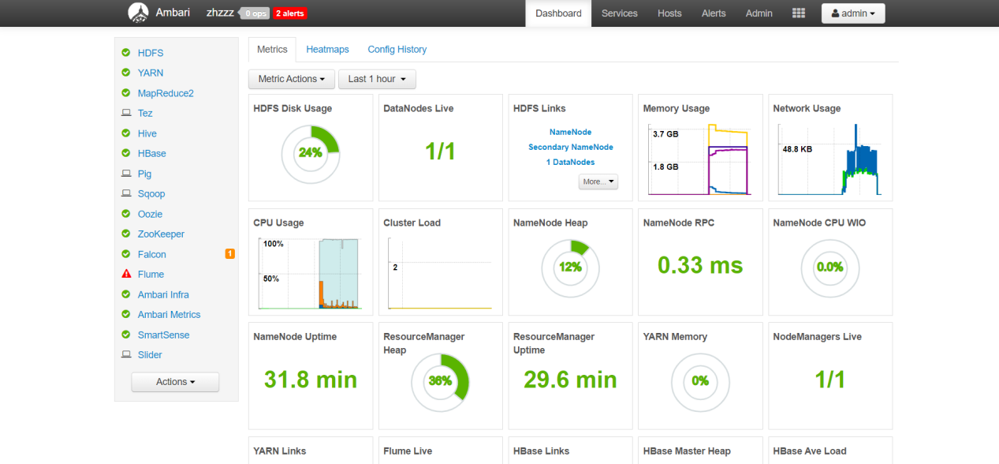 Ambari zhzzz 0 ops 2 alerts Dashboard Services Hosts Alerts Admin admin
HDFS
YARN
MapReduce2
Tez
Hive
HBase
Pig
Sqoop
Oozie
ZooKeeper
Falcon 1
Flume
Ambari Infra
Ambari Metrics
SmartSense
Slider
Actions
Metrics Heatmaps Config History
Metric Actions Last 1 hour
HDFS Disk Usage
24%
DataNodes Live
1/1
HDFS Links
NameNode
Secondary NameNode
1 DataNodes
More...
Memory Usage
3.7 GB
1.8 GB
Network Usage
48.8 KB
CPU Usage
100%
50%
Cluster Load
2
NameNode Heap
12%
NameNode RPC
0.33 ms
NameNode CPU WIO
0.0%
NameNode Uptime
31.8 min
ResourceManager
Heap
36%
ResourceManager
Uptime
29.6 min
YARN Memory
0%
NodeManagers Live
1/1
YARN Links
Flume Live
HBase Links
HBase Master Heap
HBase Ave Load